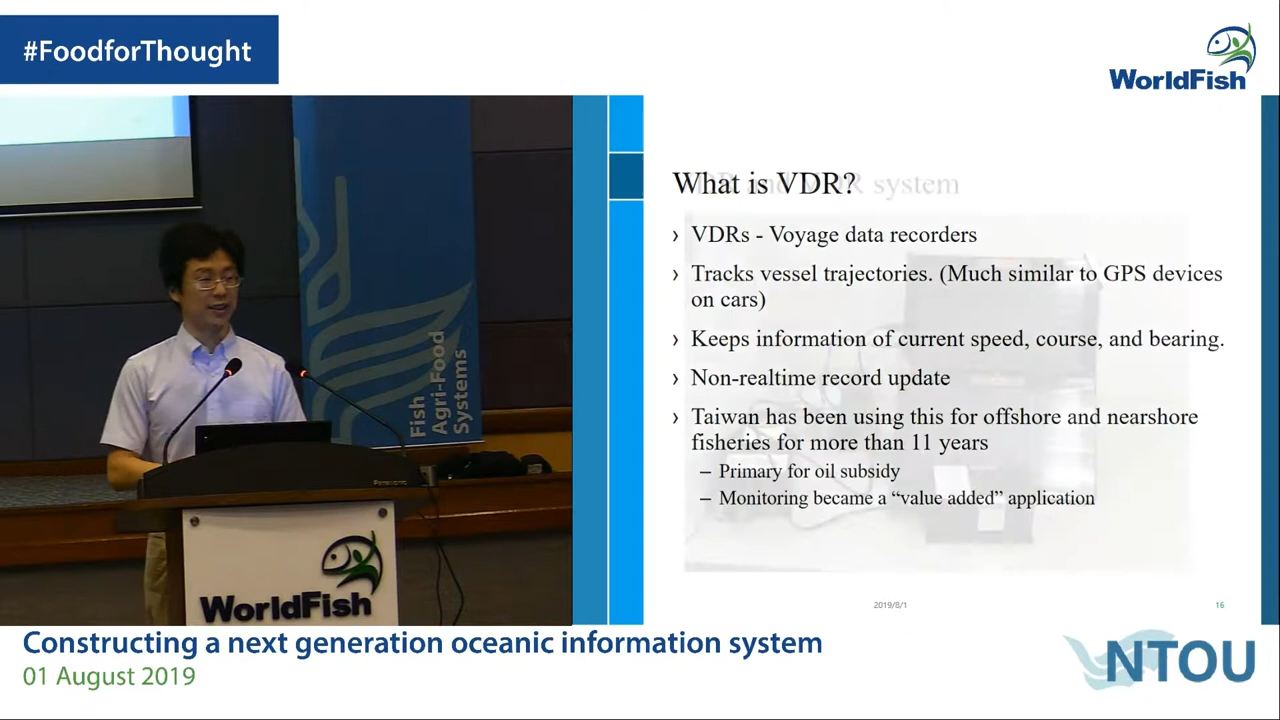 #FoodforThought
WorldFish
What is VDR?
R system
› VDRs - Voyage data recorders
› Tracks vessel trajectories. (Much similar to GPS devices
on cars)
› Keeps information of current speed, course, and bearing.
› Non-realtime record update
› Taiwan has been using this for offshore and nearshore
fisheries for more than 11 years
– Primary for oil subsidy
– Monitoring became a “value added” application
2019/8/1
16
Fish
Agri-Food
Systems
Panasonic
WorldFish
Constructing a next generation oceanic information system
01 August 2019
NTOU